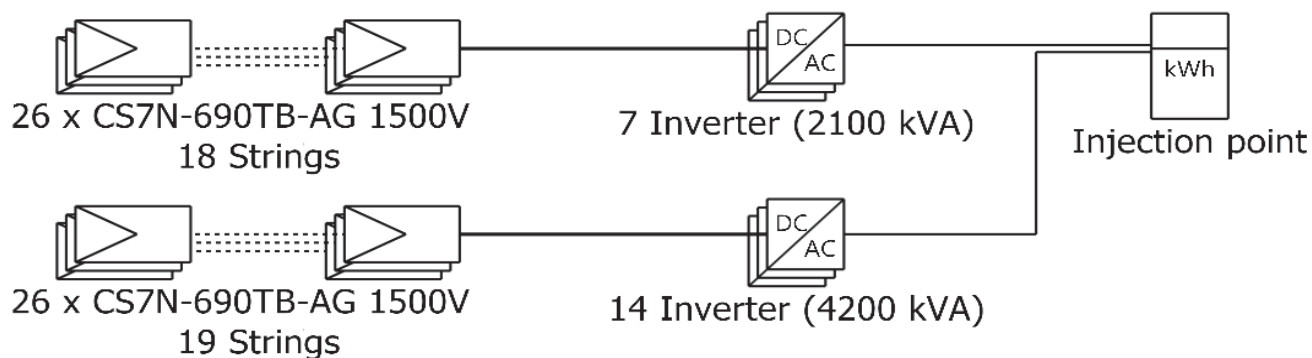 DC
AC
kWh
26 x CS7N-690TB-AG 1500V
18 Strings
7 Inverter (2100 kVA)
Injection point
DC
AC
26 x CS7N-690TB-AG 1500V
19 Strings
14 Inverter (4200 kVA)